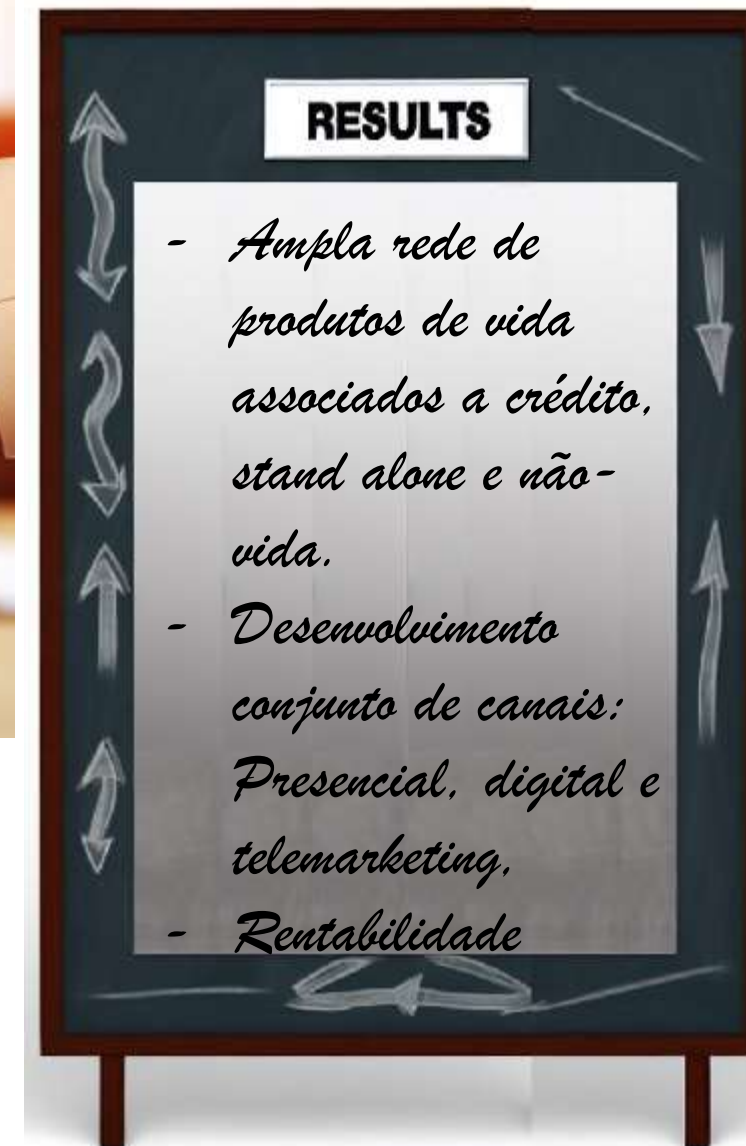 RESULTS
- Ampla rede de
produtos de vida
associados a crédito,
stand alone e não-
vida.
- Desenvolvimento
conjunto de canais:
Presencial, digital e
telemarketing,
- Rentabilidade